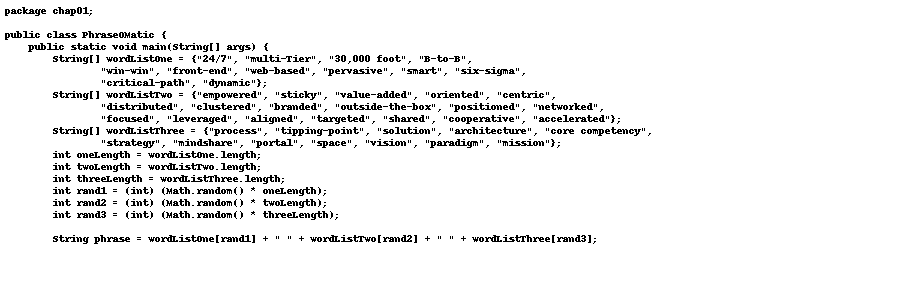 package chap01;
public class PhraseOMatic {
public static void main(String[] args) {
String[] wordListOne = {"24/7", "multi-Tier", "30,000 foot", "B-to-B",
"win-win", "front-end", "web-based", "pervasive", "smart", "six-sigma",
"critical-path", "dynamic"};
String[] wordListTwo = {"empowered", "sticky", "value-added", "oriented", "centric",
"distributed", "clustered", "branded", "outside-the-box", "positioned", "networked",
"focused", "leveraged", "aligned", "targeted", "shared", "cooperative", "accelerated"};
String[] wordListThree = {"process", "tipping-point", "solution", "architecture", "core competency",
"strategy", "mindshare", "portal", "space", "vision", "paradigm", "mission"};
int oneLength = wordListOne.length;
int twoLength = wordListTwo.length;
int threeLength = wordListThree.length;
int rand1 = (int) (Math.random() * oneLength);
int rand2 = (int) (Math.random() * twoLength);
int rand3 = (int) (Math.random() * threeLength);
String phrase = wordListOne[rand1] + " " + wordListTwo[rand2] + " " + wordListThree[rand3];